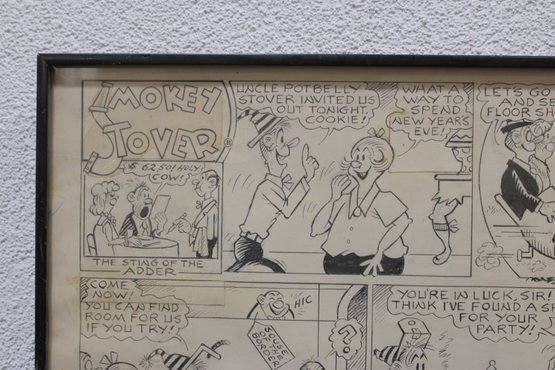 SMOKEY
STOVER
$62.50! HOLY
COW!
THE STING OF THE
ADDER
UNCLE POTBELLY
STOVER INVITED US
OUT TONIGHT,
COOKIE!
WHAT A
WAY TO
SPEND
NEW YEAR'S
EVE!
LET'S GO
AND SE
FLOOR SHO
COME
NOW!
YOU CAN FIND
ROOM FOR US
IF YOU TRY!
HIC
?
YOU'RE IN LUCK, SIR!
THINK I'VE FOUND A S
FOR YOUR
PARTY!